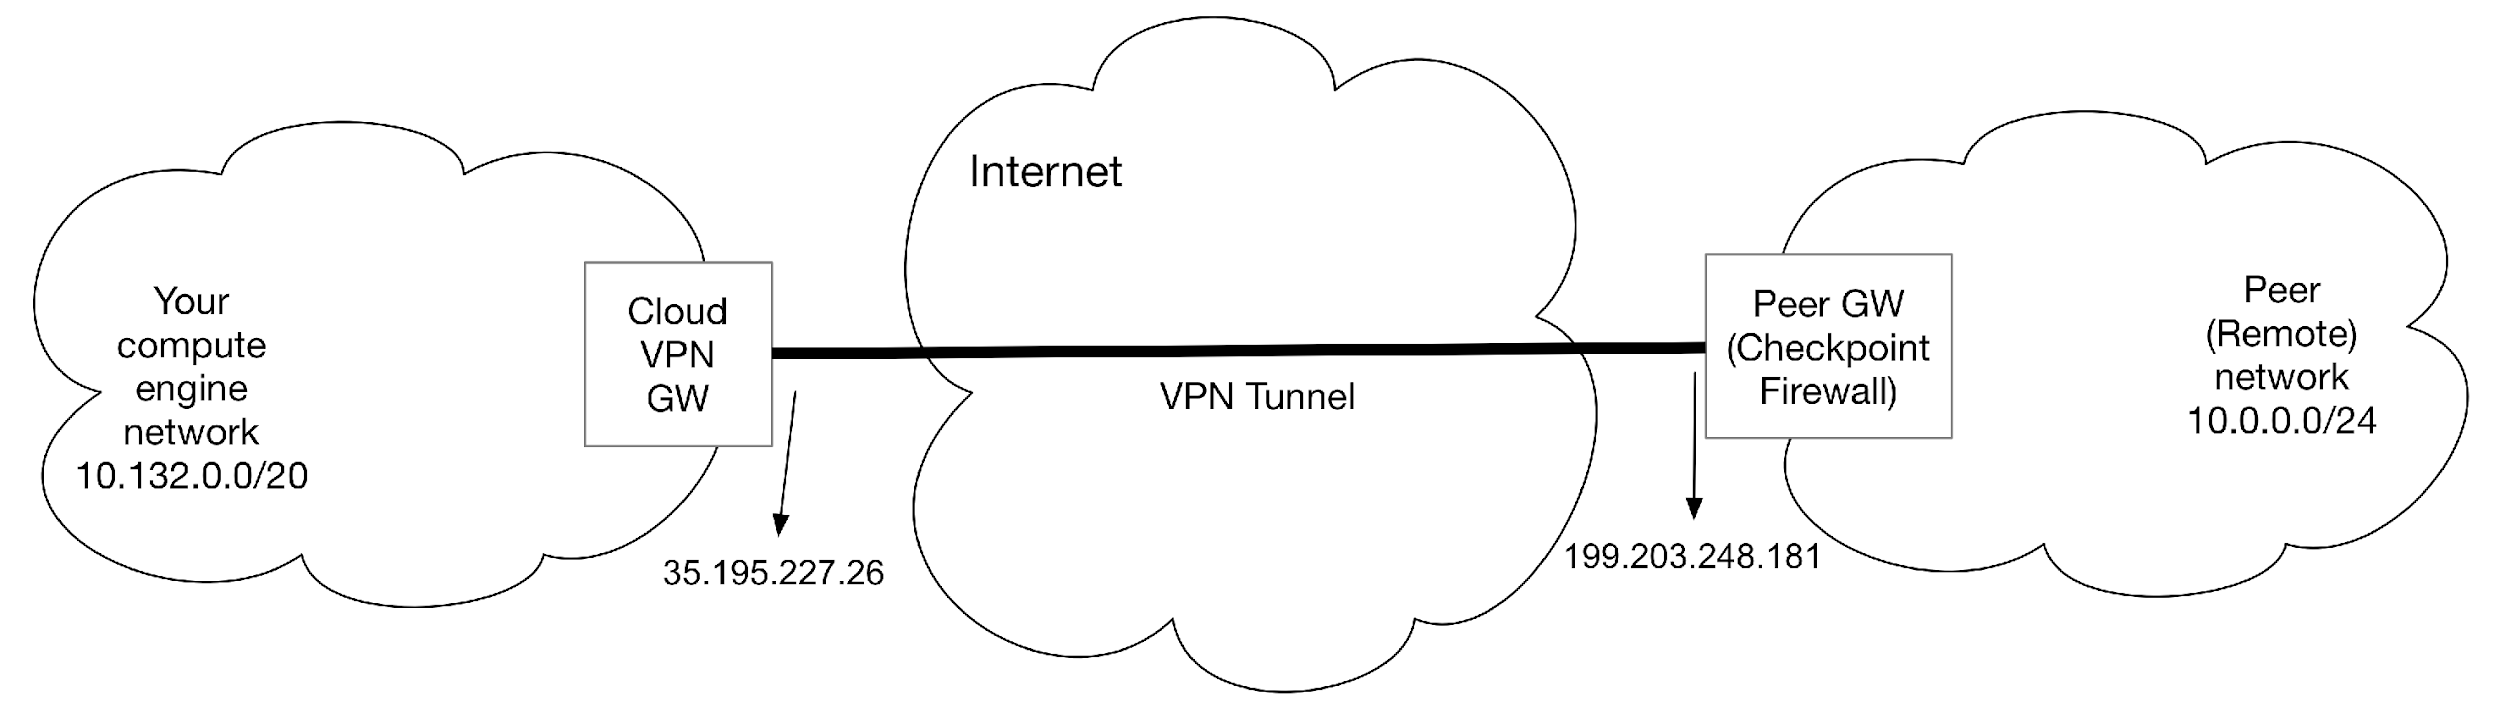 Internet
Your
compute
engine
network
10.132.0.0/20
Cloud
VPN
GW
VPN Tunnel
Peer GW
(Checkpoint
Firewall)
Peer
(Remote)
network
10.0.0.0/24
35.195.227.26
199.203.248.181